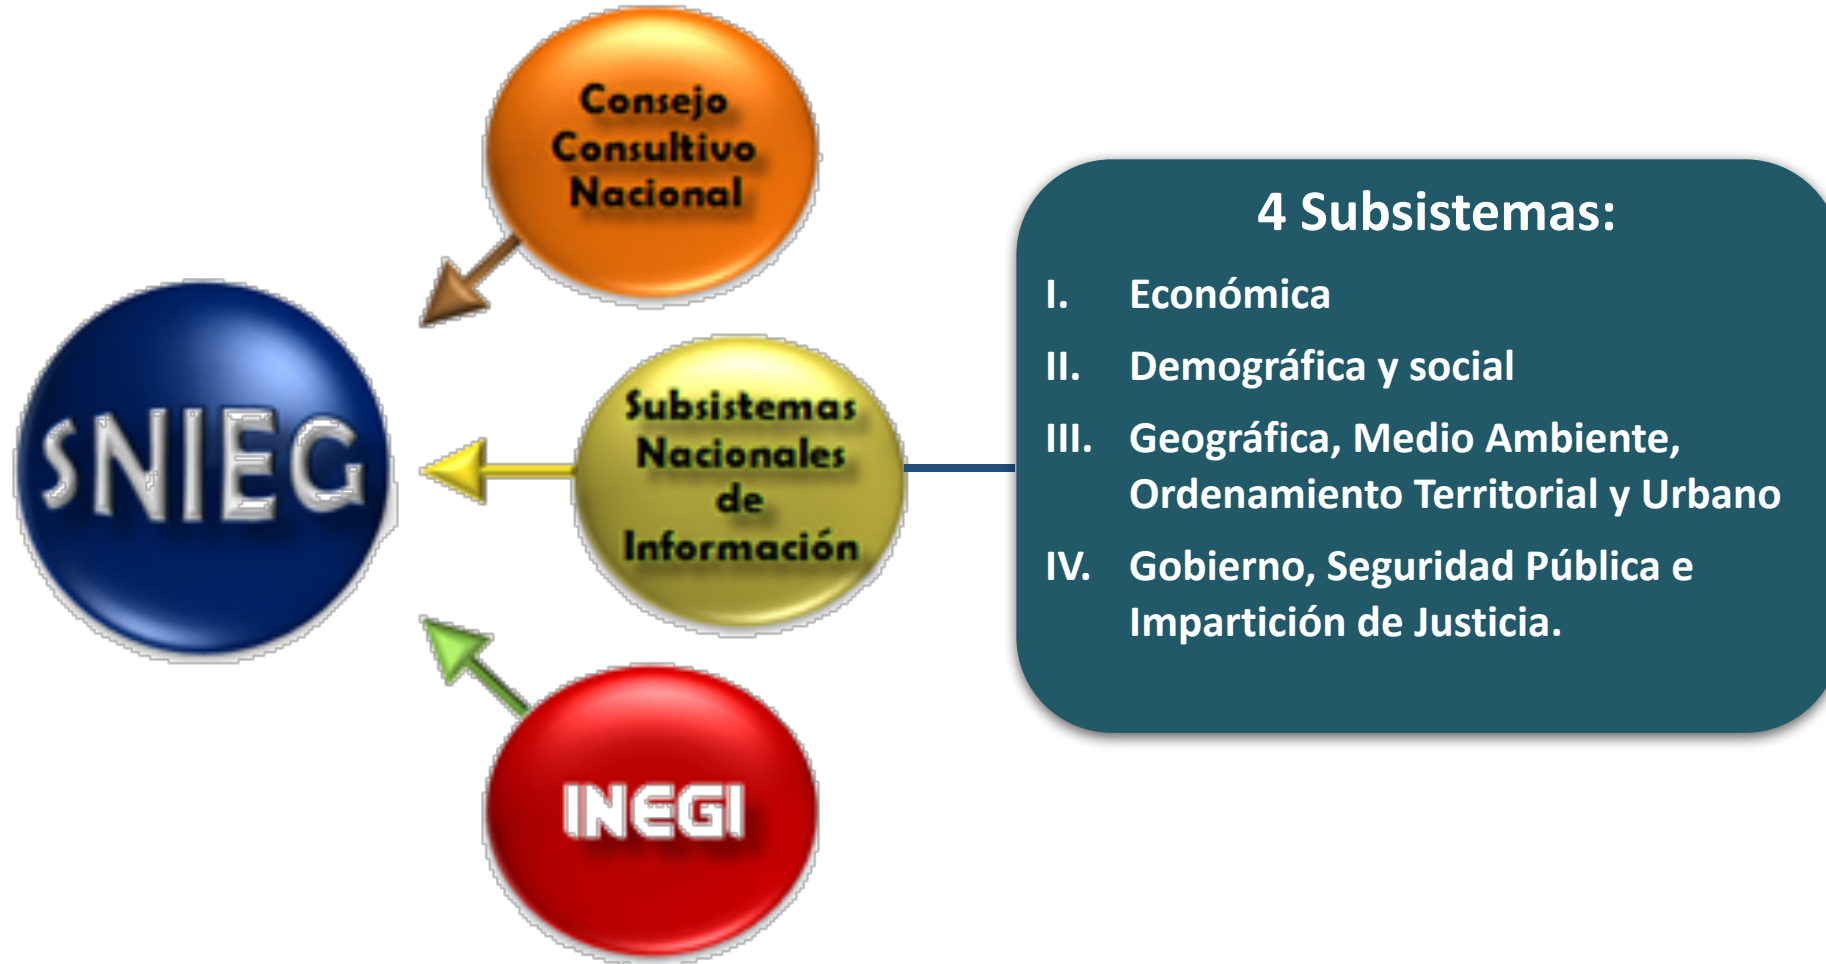 Consejo
Consultivo
Nacional
SNIEG
Subsistemas
Nacionales
de
Información
INEGI
4 Subsistemas:
I. Económica
II. Demográfica y social
III. Geográfica, Medio Ambiente,
Ordenamiento Territorial y Urbano
IV. Gobierno, Seguridad Pública e
Impartición de Justicia.